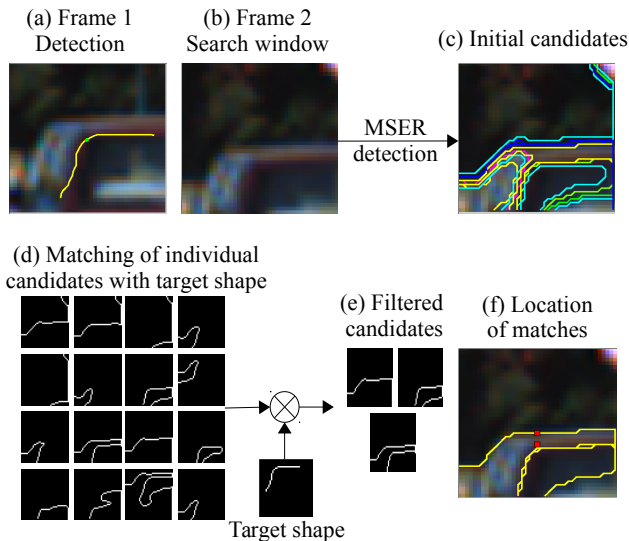 (a) Frame 1
Detection
(b) Frame 2
Search window
(c) Initial candidates
MSER
detection
(d) Matching of individual
candidates with target shape
(e) Filtered
candidates
(f) Location
of matches
Target shape